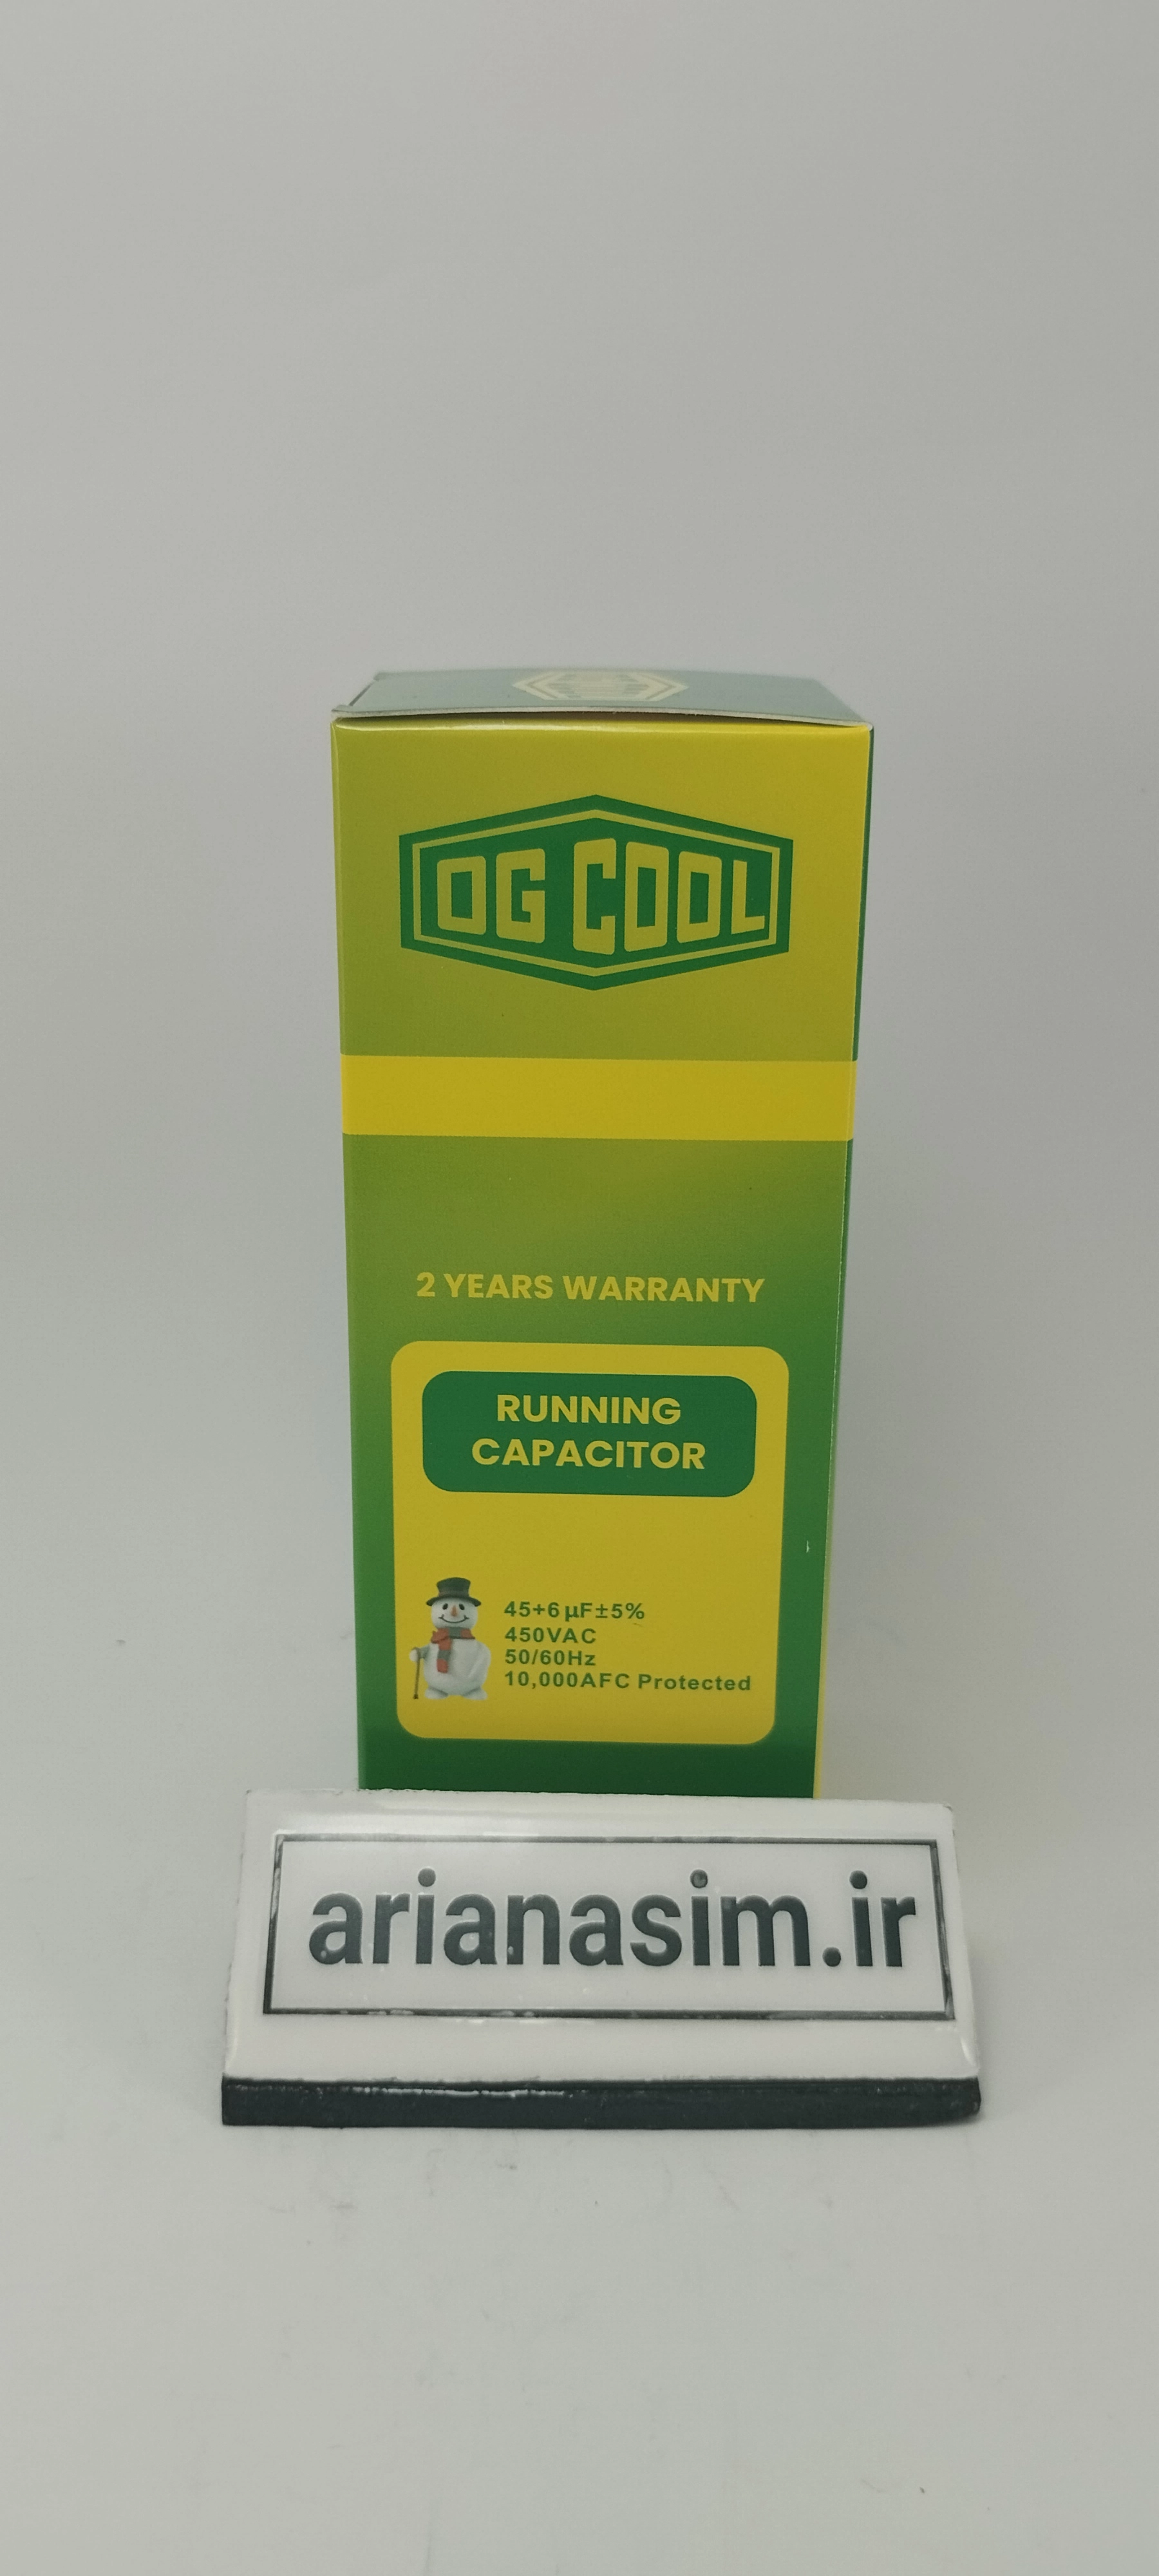 OG COOL
2 YEARS WARRANTY
RUNNING
CAPACITOR
45+6µF±5%
450VAC
50/60Hz
10,000AFC Protected
arianasim.ir